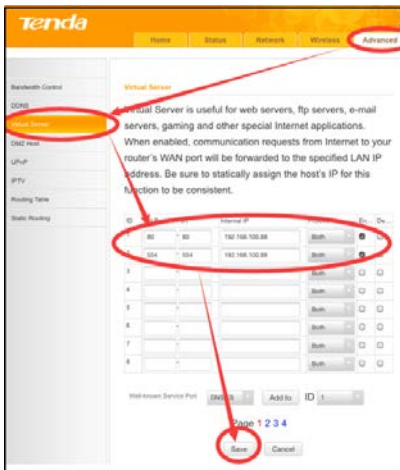 Tenda
Home Status Network Wireless Advanced
Bandwidth Control
DDNS
Virtual Server
DMZ Host
UPnP
IPTV
Routing Table
Static Routing
Virtual Server
Virtual Server is useful for web servers, ftp servers, e-mail
servers, gaming and other special Internet applications.
When enabled, communication requests from Internet to your
router's WAN port will be forwarded to the specified LAN IP
address. Be sure to statically assign the host's IP for this
function to be consistent.
ID Internal IP En... De...
1 80 - 80 192.168.100.88 Both
2 554 - 554 192.168.100.88 Both
3 - Both
4 - Both
5 - Both
6 - Both
7 - Both
8 - Both
Well-known Service Port Add to ID 1
Page 1 2 3 4
Save Cancel